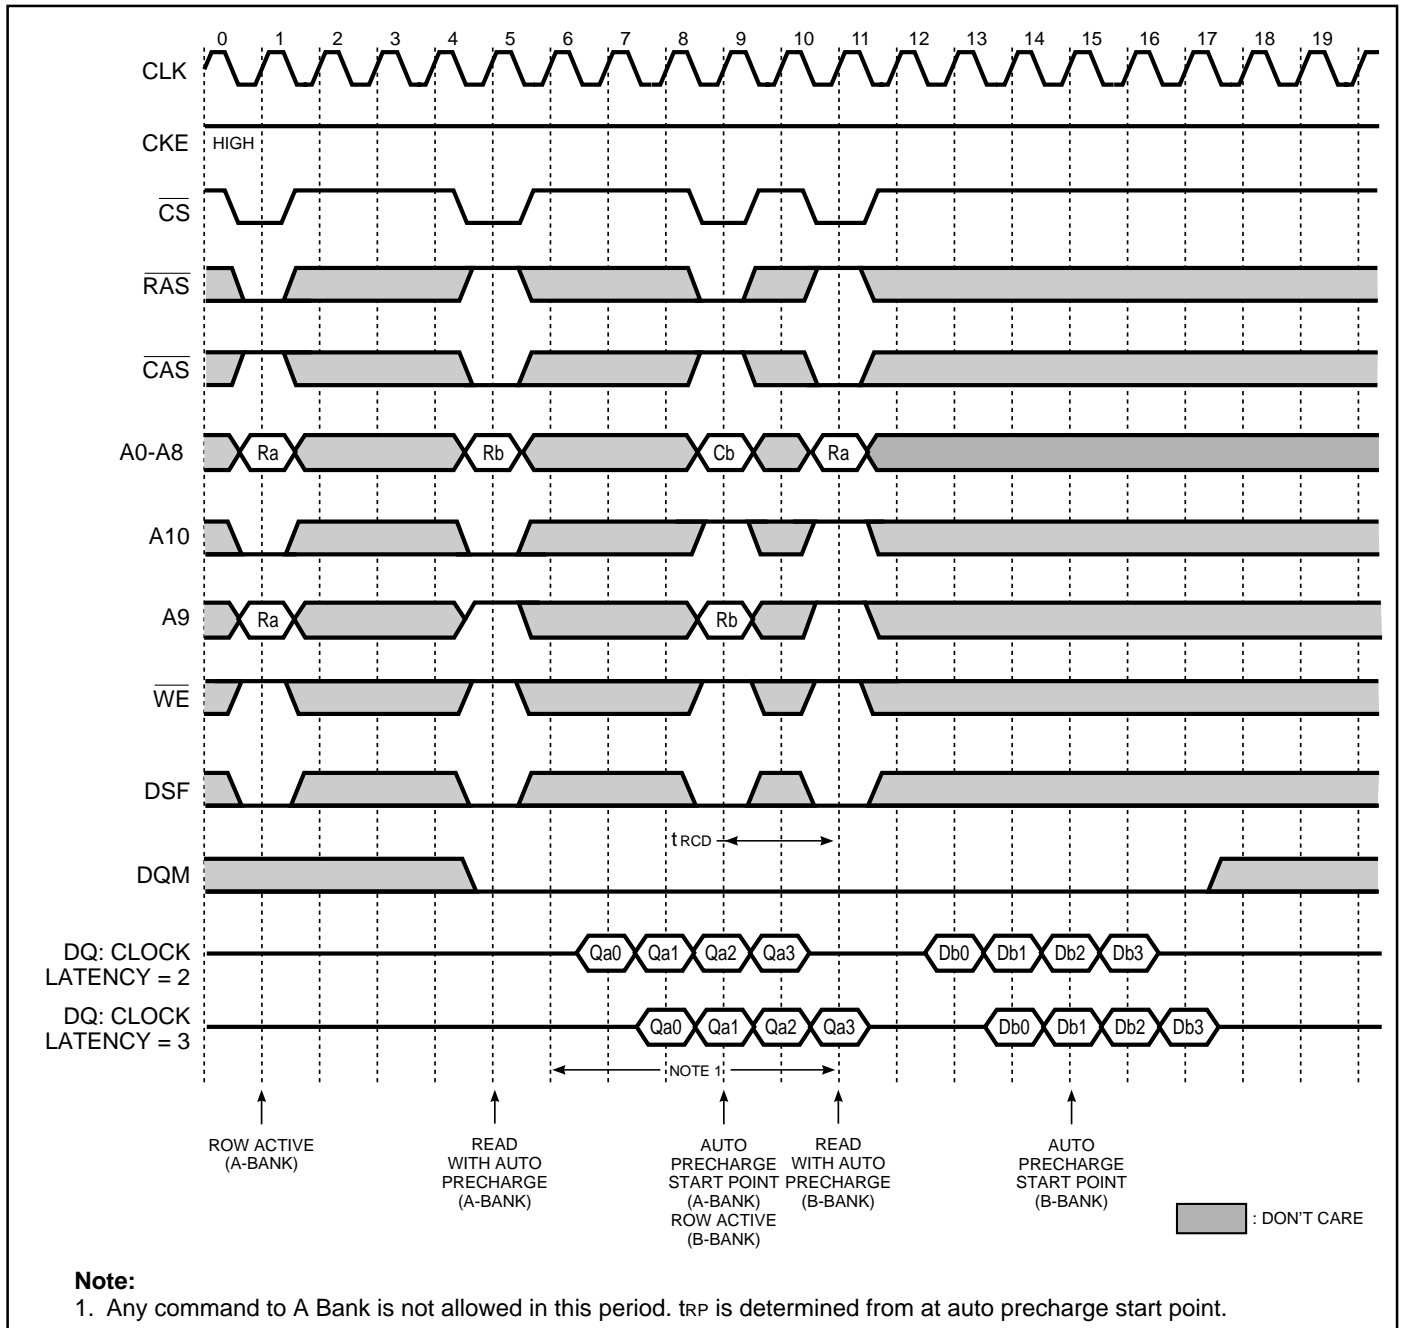 0 1 2 3 4 5 6 7 8 9 10 11 12 13 14 15 16 17 18 19
CLK
CKE HIGH
CS
RAS
CAS
A0-A8 Ra Rb Cb Ra
A10
A9 Ra Rb
WE
DSF
tRCD
DQM
DQ: CLOCK
LATENCY = 2
Qa0 Qa1 Qa2 Qa3 Db0 Db1 Db2 Db3
DQ: CLOCK
LATENCY = 3
Qa0 Qa1 Qa2 Qa3 Db0 Db1 Db2 Db3
NOTE 1
ROW ACTIVE
(A-BANK)
READ
WITH AUTO
PRECHARGE
(A-BANK)
AUTO
PRECHARGE
START POINT
(A-BANK)
ROW ACTIVE
(B-BANK)
READ
WITH AUTO
PRECHARGE
(B-BANK)
AUTO
PRECHARGE
START POINT
(B-BANK)
: DON'T CARE
Note:
1. Any command to A Bank is not allowed in this period. tRP is determined from at auto precharge start point.